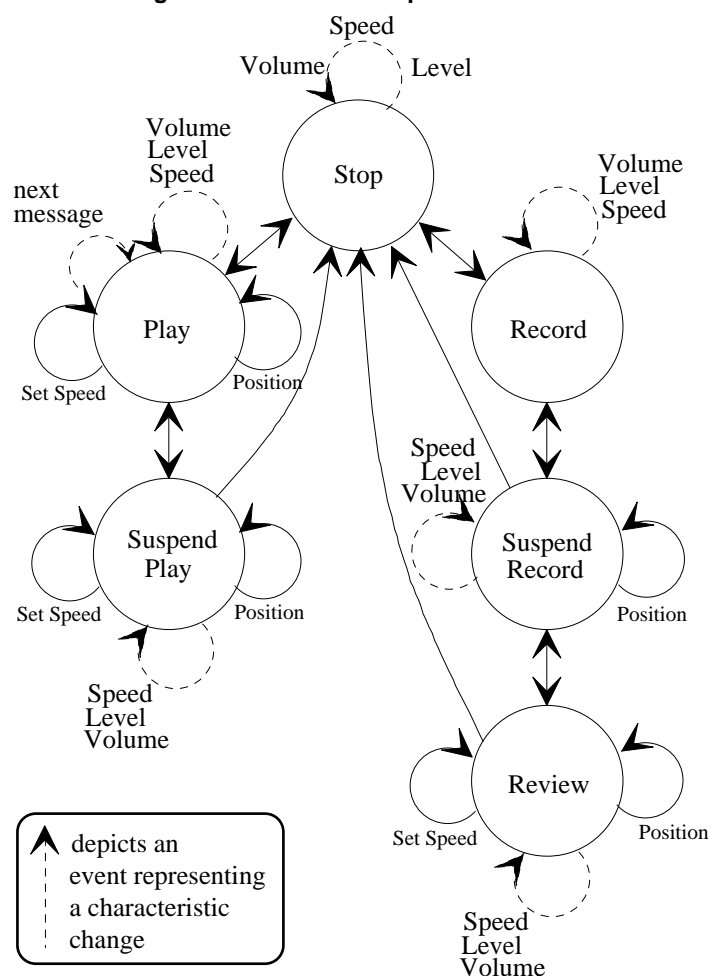 Speed
Volume
Level
Stop
Volume
Level
Speed
next
message
Play
Set Speed
Position
Volume
Level
Speed
Record
Suspend
Play
Set Speed
Position
Speed
Level
Volume
Speed
Level
Volume
Suspend
Record
Position
Review
Set Speed
Position
Speed
Level
Volume
depicts an
event representing
a characteristic
change